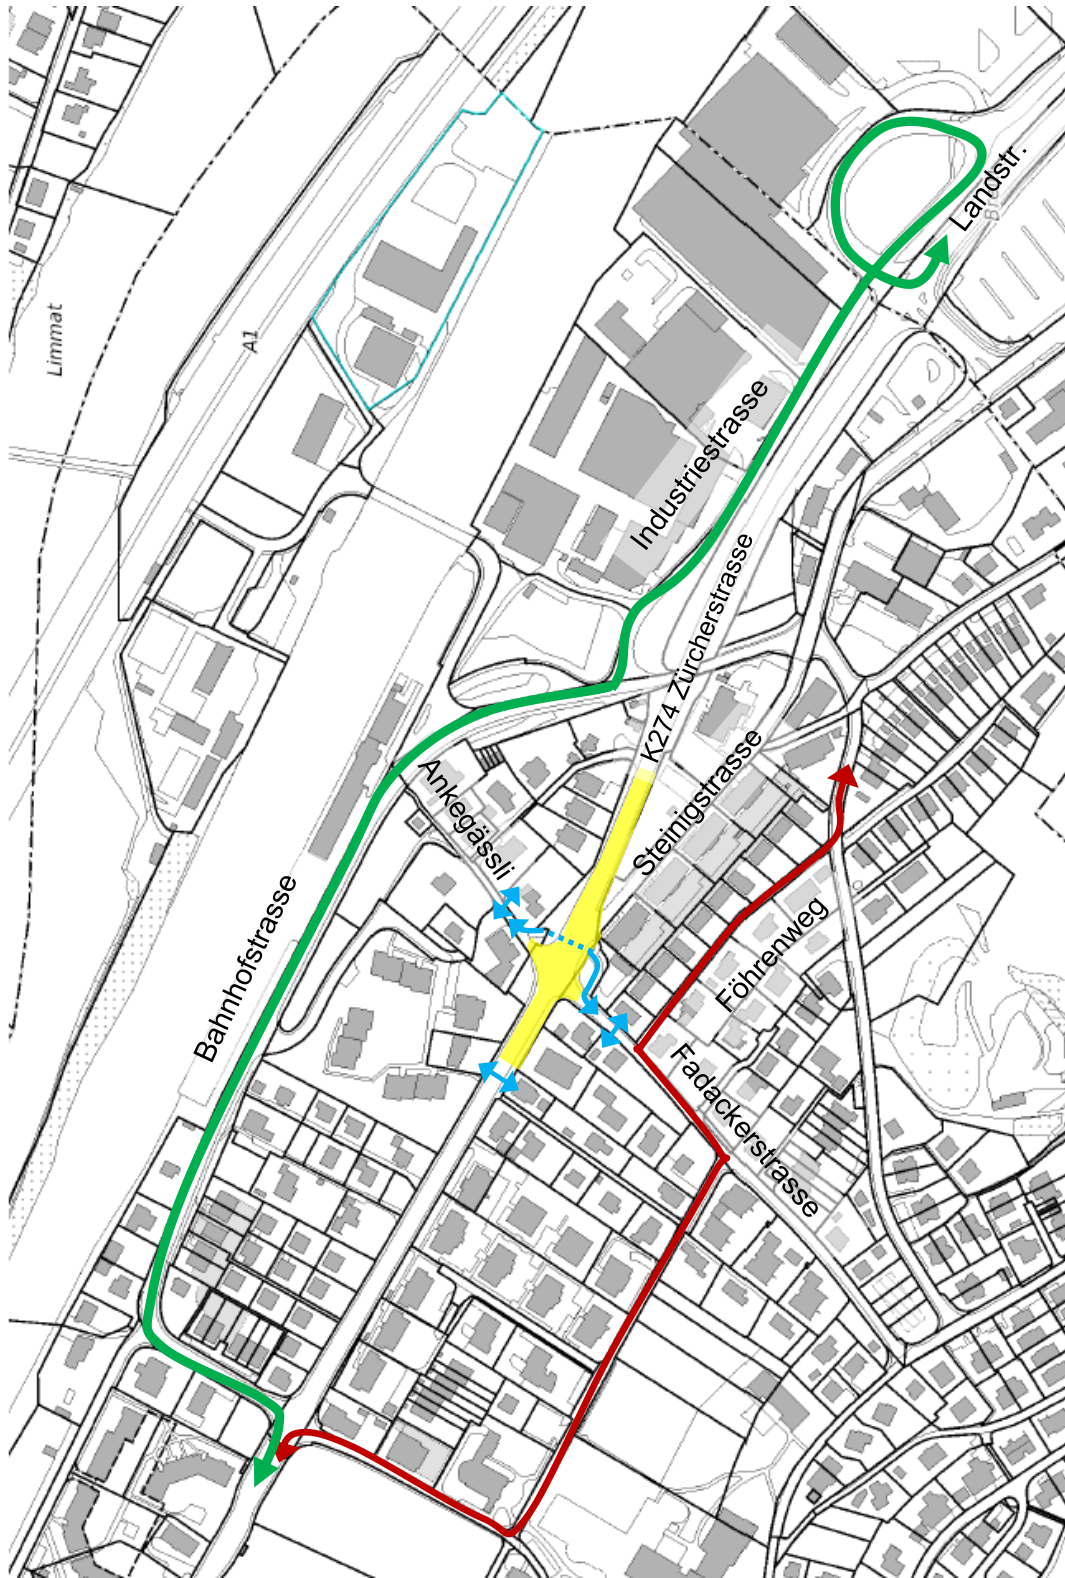 Landstr.
Limmat
A1
Industriestrasse
K274 Zürcherstrasse
Ankegässli
Steinigstrasse
Bahnhofstrasse
Föhrenweg
Fadackerstrasse